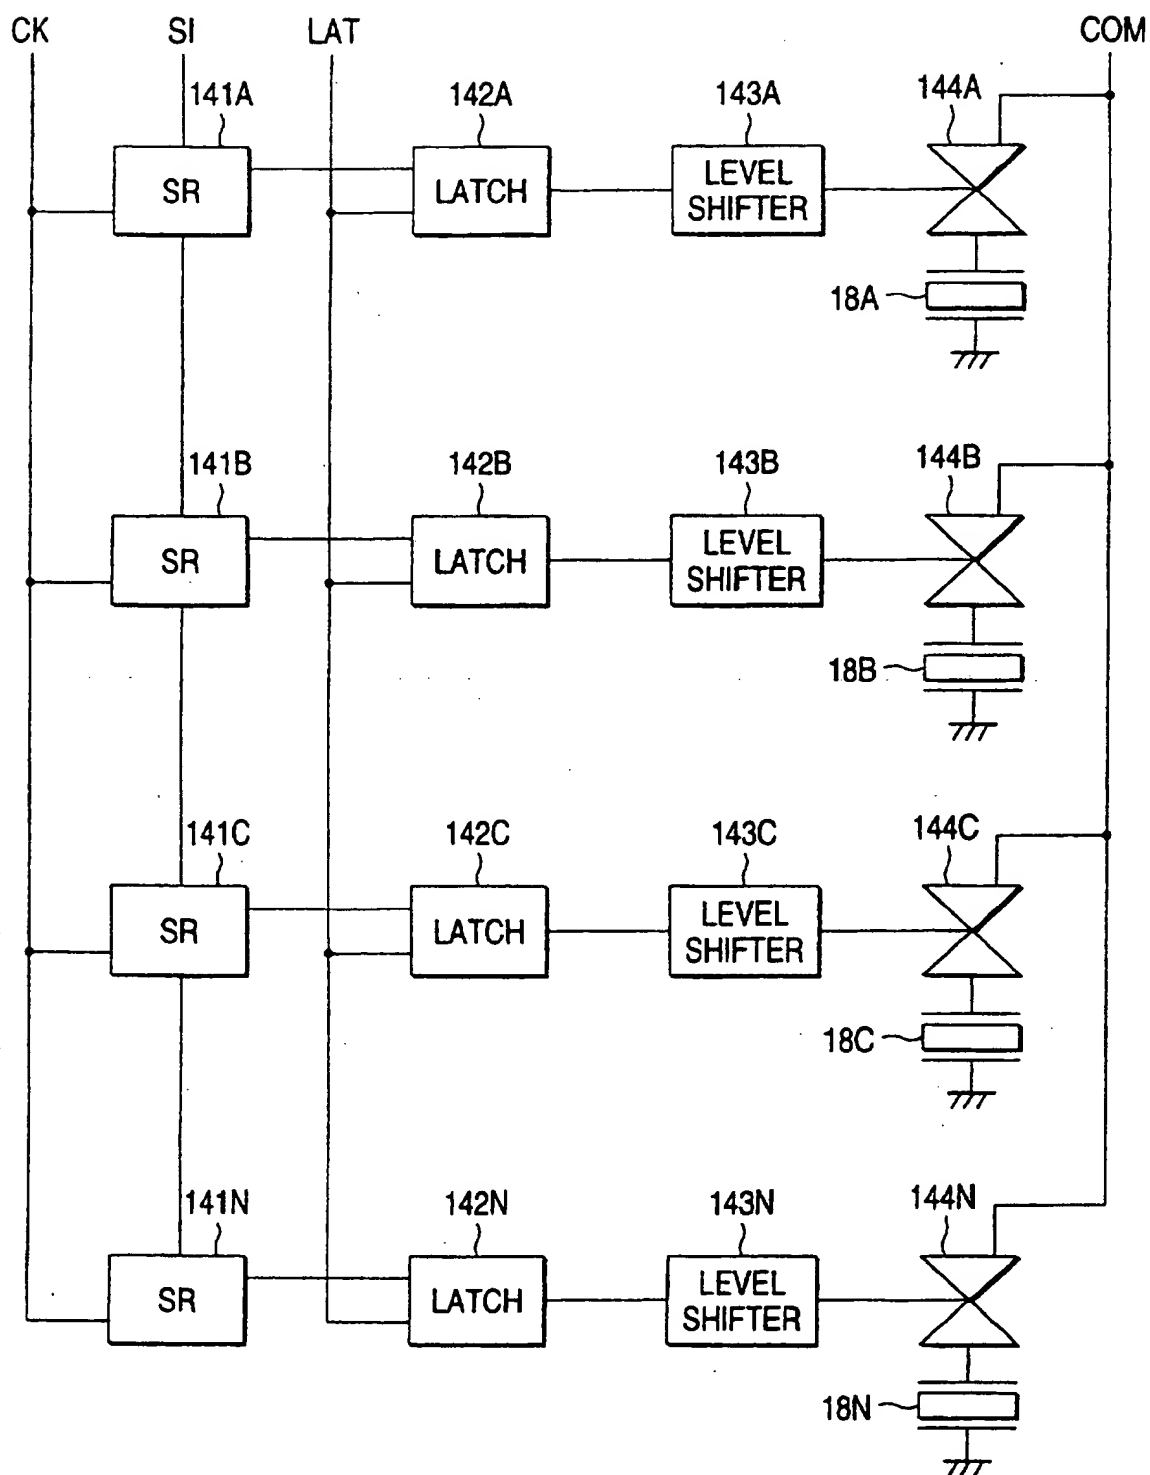 CK SI LAT COM
141A 142A 143A 144A
SR LATCH LEVEL
SHIFTER
18A
141B 142B 143B 144B
SR LATCH LEVEL
SHIFTER
18B
141C 142C 143C 144C
SR LATCH LEVEL
SHIFTER
18C
141N 142N 143N 144N
SR LATCH LEVEL
SHIFTER
18N